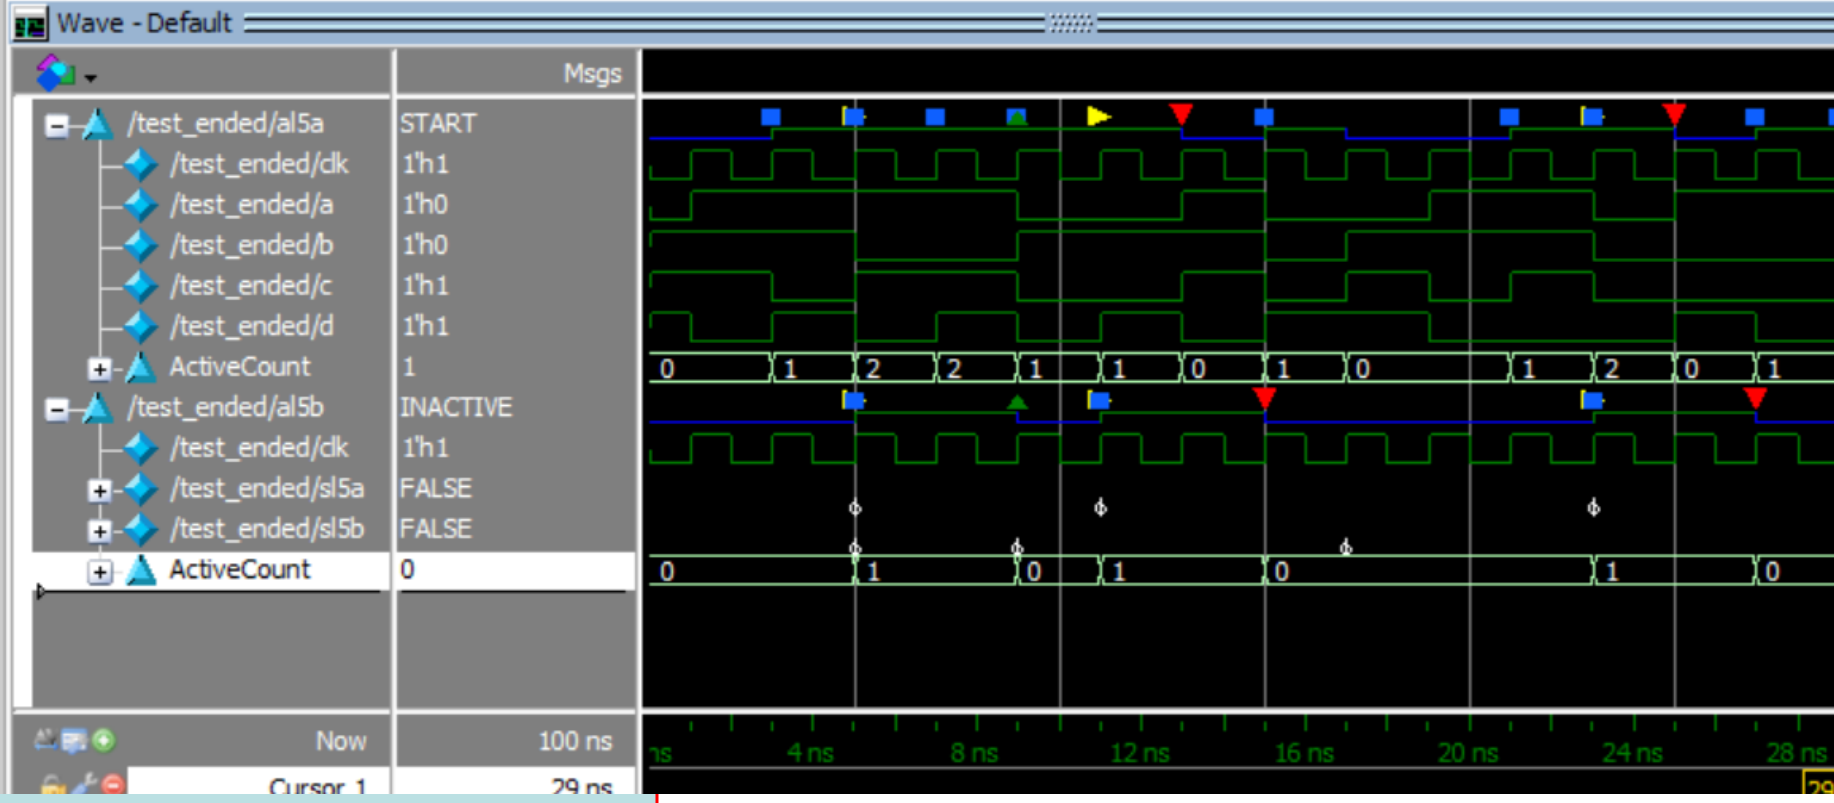 Wave - Default
Msgs
/test_ended/al5a START
/test_ended/clk 1'h1
/test_ended/a 1'h0
/test_ended/b 1'h0
/test_ended/c 1'h1
/test_ended/d 1'h1
ActiveCount 1 0 1 2 2 1 1 0 1 0 1 2 0 1
/test_ended/al5b INACTIVE
/test_ended/clk 1'h1
/test_ended/sl5a FALSE
/test_ended/sl5b FALSE
ActiveCount 0 0 1 0 1 0 1 0
Now 100 ns ns 4 ns 8 ns 12 ns 16 ns 20 ns 24 ns 28 ns
Cursor 1 29 ns 29